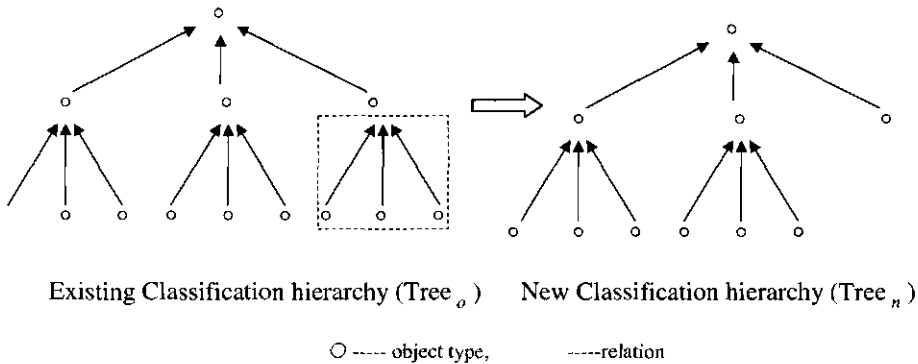 Existing Classification hierarchy (Tree o) New Classification hierarchy (Tree n)
O ----- object type, -----relation